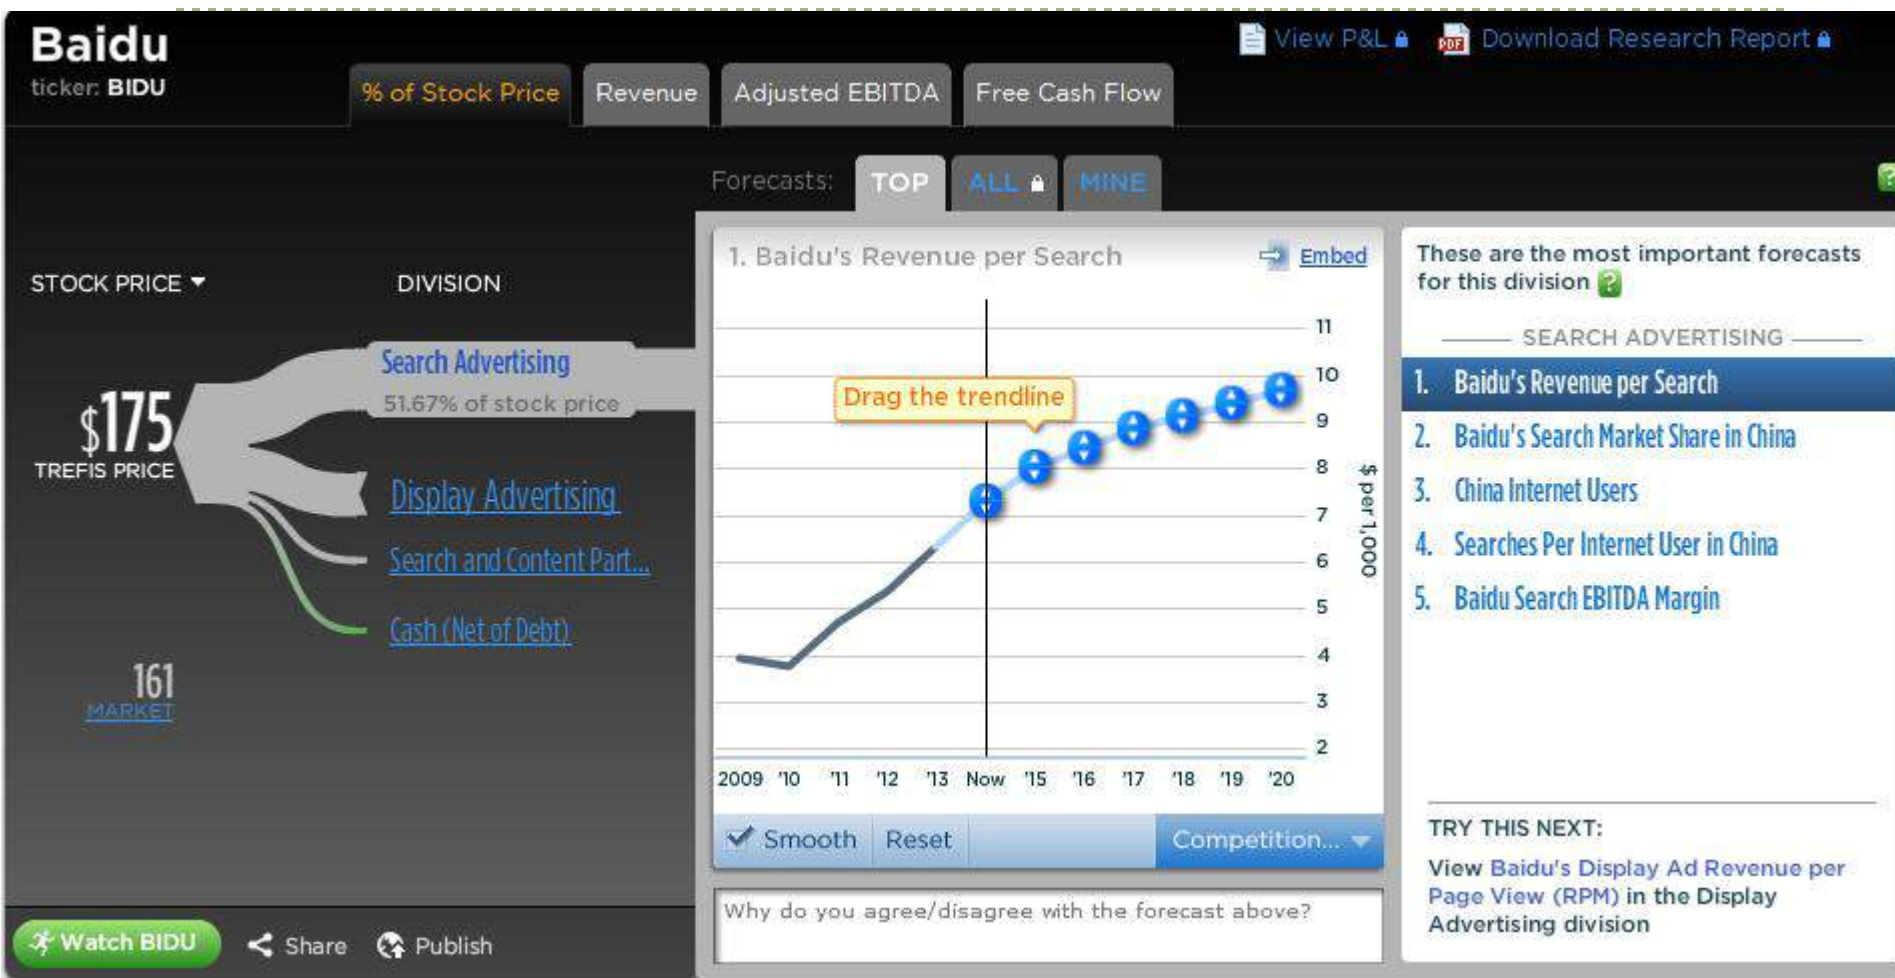 Baidu
ticker: BIDU
View P&L
PDF
Download Research Report
% of Stock Price
Revenue
Adjusted EBITDA
Free Cash Flow
Forecasts:
TOP
ALL
MINE
?
STOCK PRICE
DIVISION
$175
TREFIS PRICE
161
MARKET
Search Advertising
51.67% of stock price
Display Advertising
Search and Content Part...
Cash (Net of Debt)
1. Baidu's Revenue per Search
Embed
Drag the trendline
11
10
9
8
7
6
5
4
3
2
$ per 1,000
2009 '10 '11 '12 '13 Now '15 '16 '17 '18 '19 '20
Smooth
Reset
Competition...
Why do you agree/disagree with the forecast above?
These are the most important forecasts
for this division ?
SEARCH ADVERTISING
1. Baidu's Revenue per Search
2. Baidu's Search Market Share in China
3. China Internet Users
4. Searches Per Internet User in China
5. Baidu Search EBITDA Margin
TRY THIS NEXT:
View Baidu's Display Ad Revenue per
Page View (RPM) in the Display
Advertising division
Watch BIDU
Share
Publish